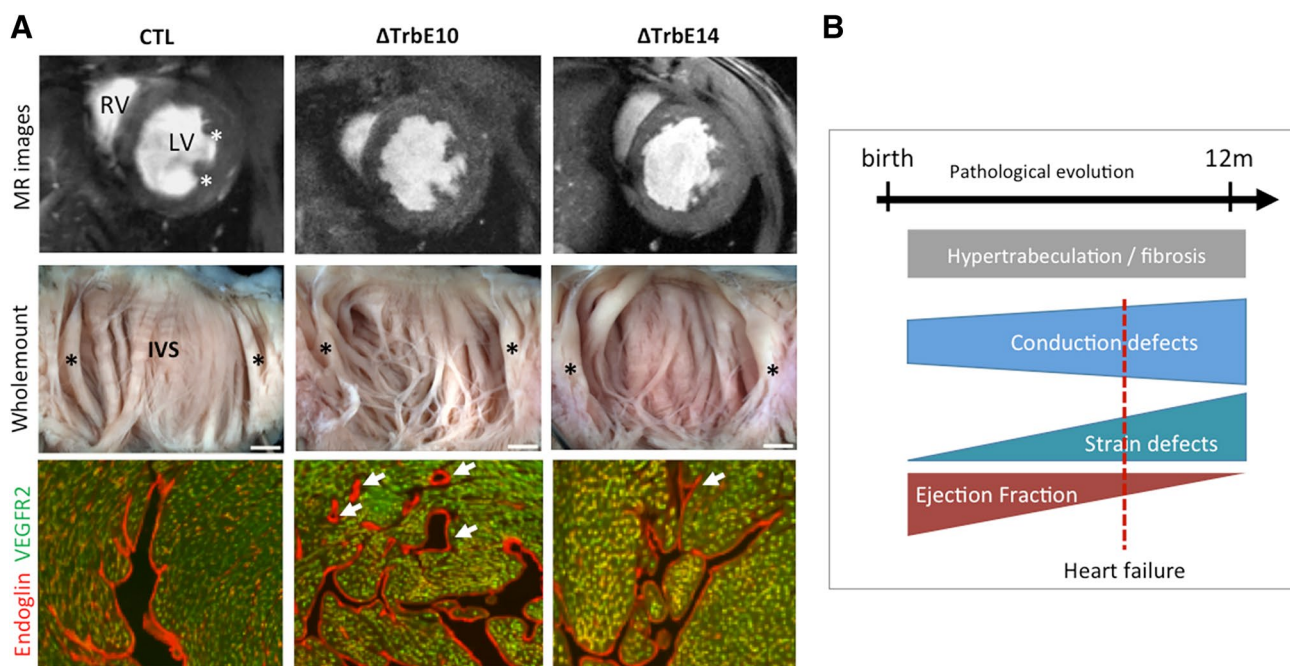 A
CTL
ΔTrbE10
ΔTrbE14
MR images
RV
LV
*
*
Wholemount
*
IVS
*
*
*
*
*
Endoglin VEGFR2
B
birth
12m
Pathological evolution
Hypertrabeculation / fibrosis
Conduction defects
Strain defects
Ejection Fraction
Heart failure